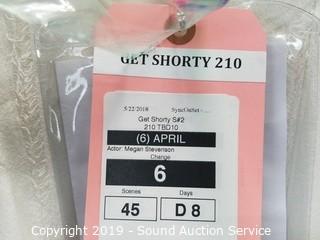 GET SHORTY 210
5/22/2018 SyncOnSet
Get Shorty S#2
210 TBD10
(6) APRIL
Actor: Megan Stevenson
Change
6
Scenes Days
45 D 8
Copyright 2019 - Sound Auction Service